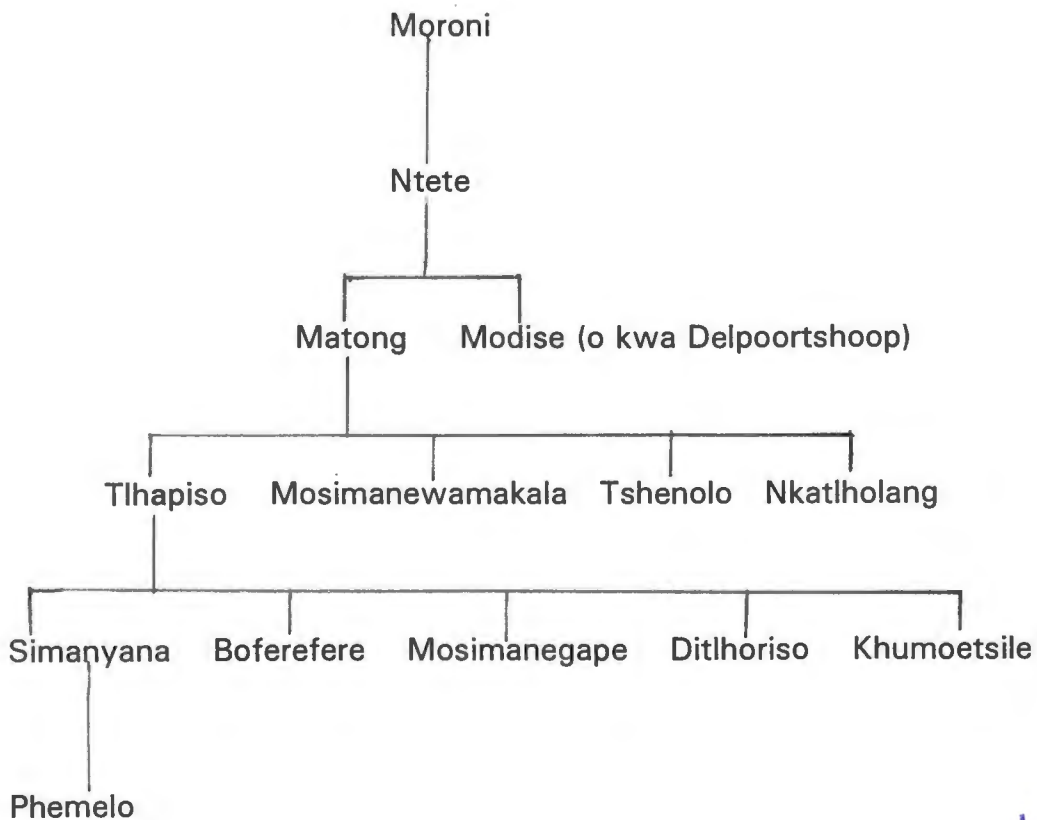 Moroni
Ntete
Matong Modise (o kwa Delpoortshoop)
Tlhapiso Mosimanewamakala Tshenolo Nkatlholang
Simanyana Boferefere Mosimanegape Ditlhoriso Khumoetsile
Phemelo